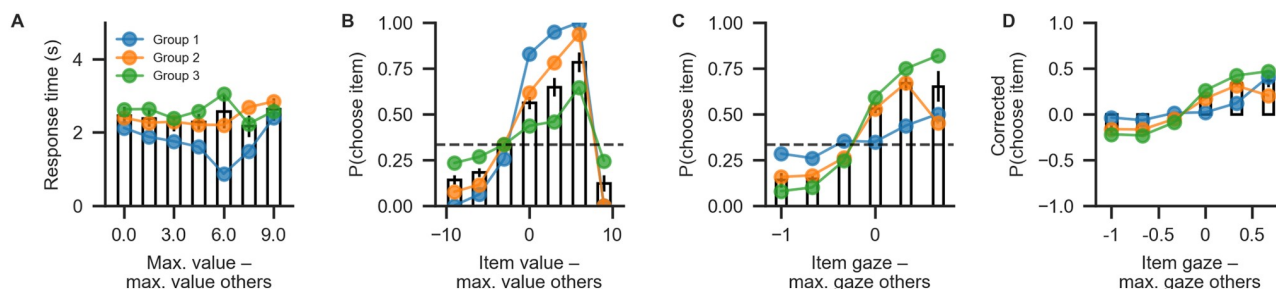 A
Response time (s)
4
2
0
Group 1
Group 2
Group 3
0.0 3.0 6.0 9.0
Max. value –
max. value others
B
P(choose item)
1.00
0.75
0.50
0.25
0.00
−10 0 10
Item value –
max. value others
C
P(choose item)
1.00
0.75
0.50
0.25
0.00
−1 0
Item gaze –
max. gaze others
D
Corrected
P(choose item)
1.0
0.5
0.0
−0.5
−1.0
-1 -0.5 0 0.5
Item gaze –
max. gaze others